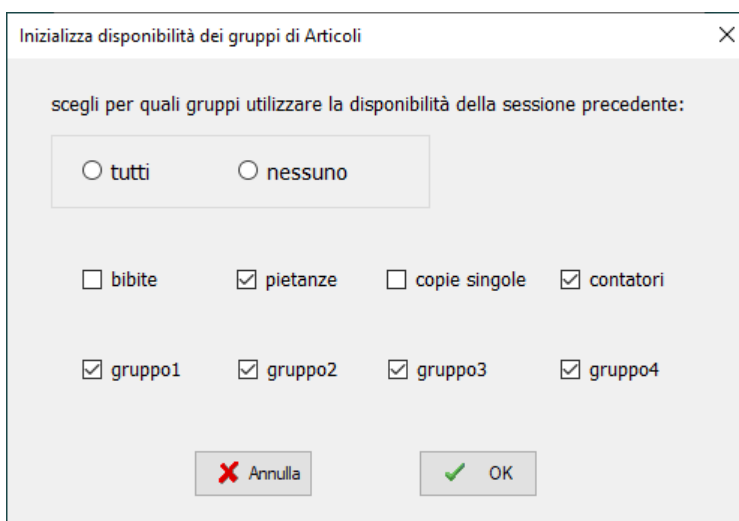 Inizializza disponibilità dei gruppi di Articoli
scegli per quali gruppi utilizzare la disponibilità della sessione precedente:
tutti nessuno
bibite pietanze copie singole contatori
gruppo1 gruppo2 gruppo3 gruppo4
Annulla OK